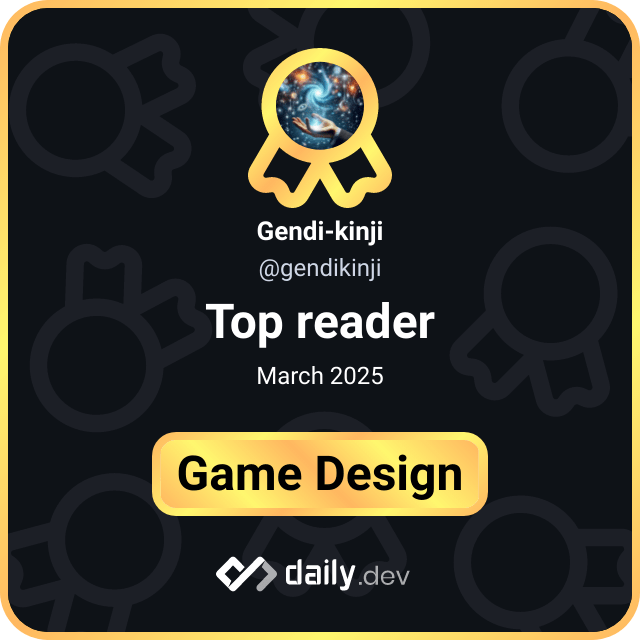 Gendi-kinji
@gendikinji
Top reader
March 2025
Game Design
daily.dev